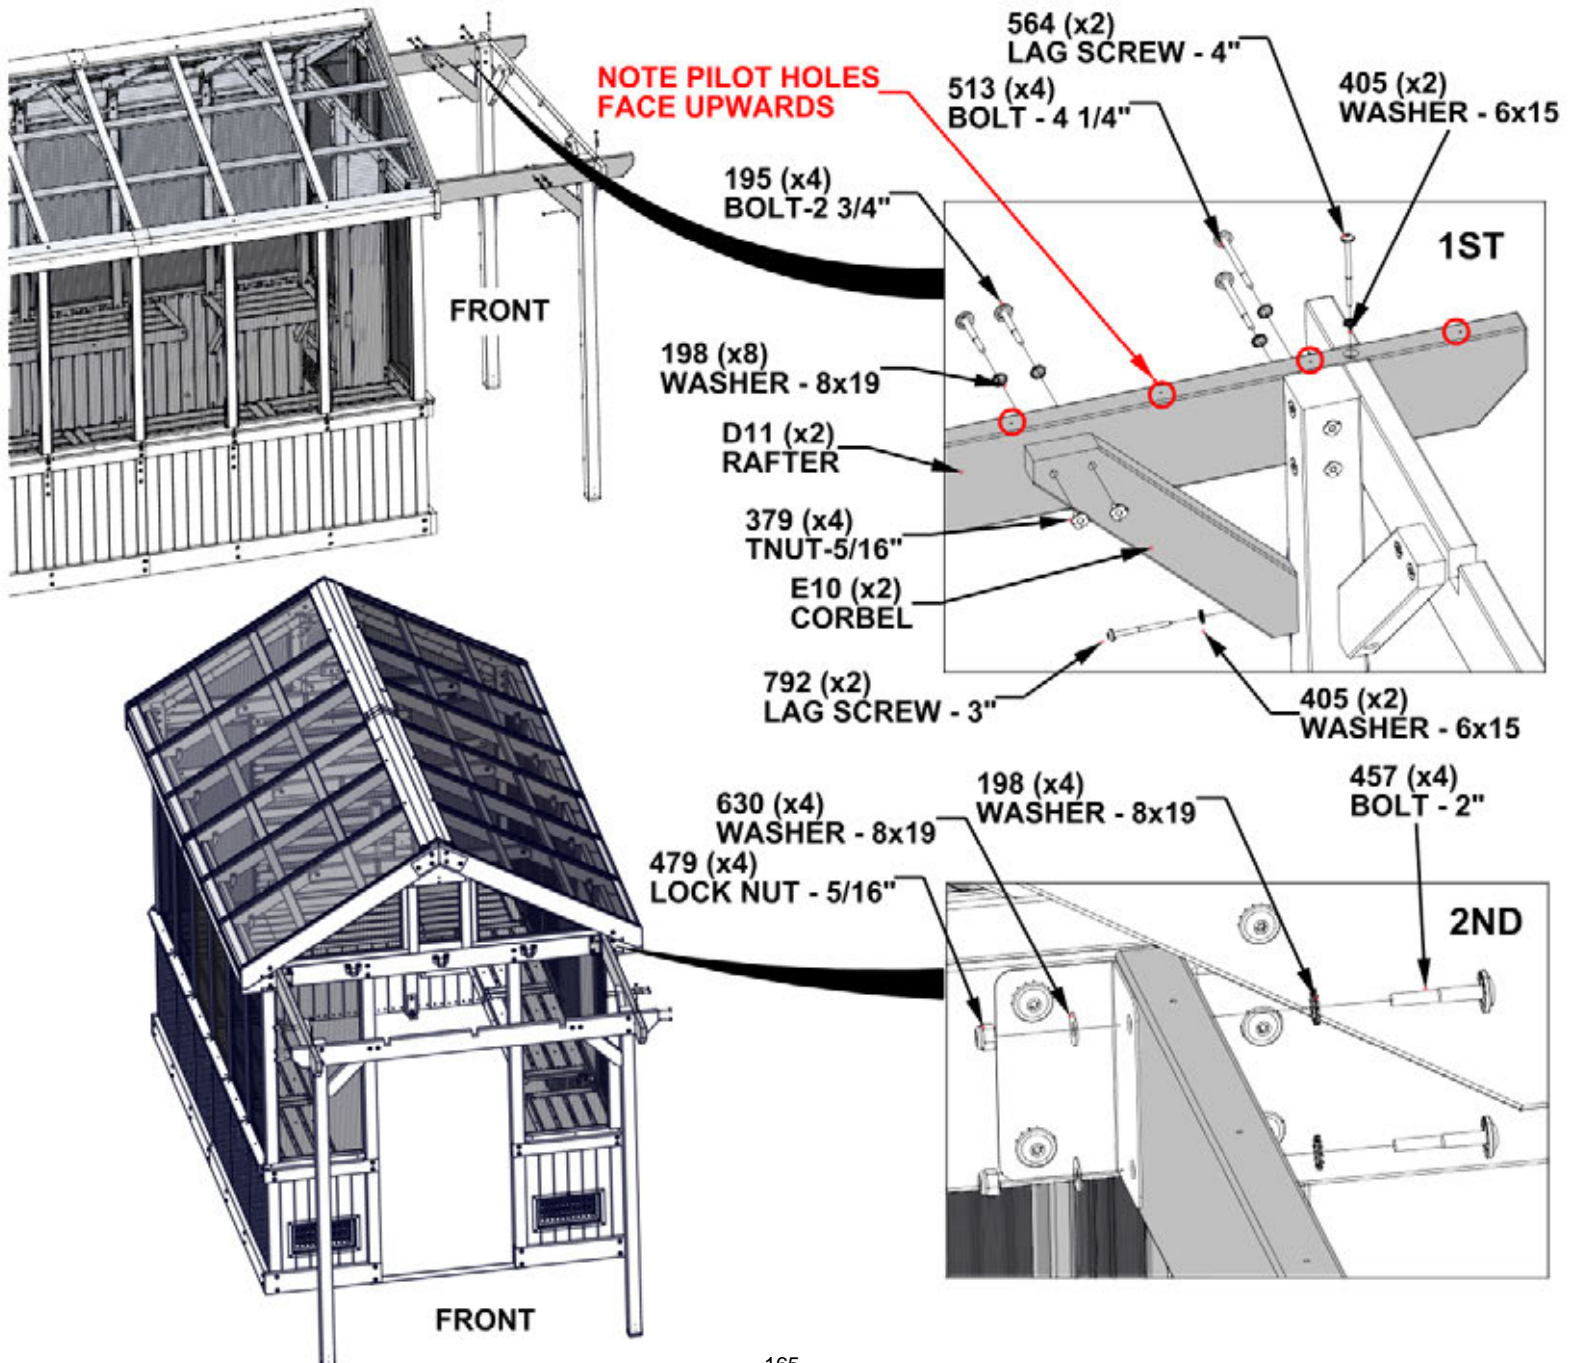 564 (x2)
LAG SCREW - 4"
NOTE PILOT HOLES
FACE UPWARDS
513 (x4)
BOLT - 4 1/4"
405 (x2)
WASHER - 6x15
195 (x4)
BOLT-2 3/4"
1ST
FRONT
198 (x8)
WASHER - 8x19
D11 (x2)
RAFTER
379 (x4)
TNUT-5/16"
E10 (x2)
CORBEL
792 (x2)
LAG SCREW - 3"
405 (x2)
WASHER - 6x15
630 (x4)
WASHER - 8x19
198 (x4)
WASHER - 8x19
457 (x4)
BOLT - 2"
479 (x4)
LOCK NUT - 5/16"
2ND
FRONT
165